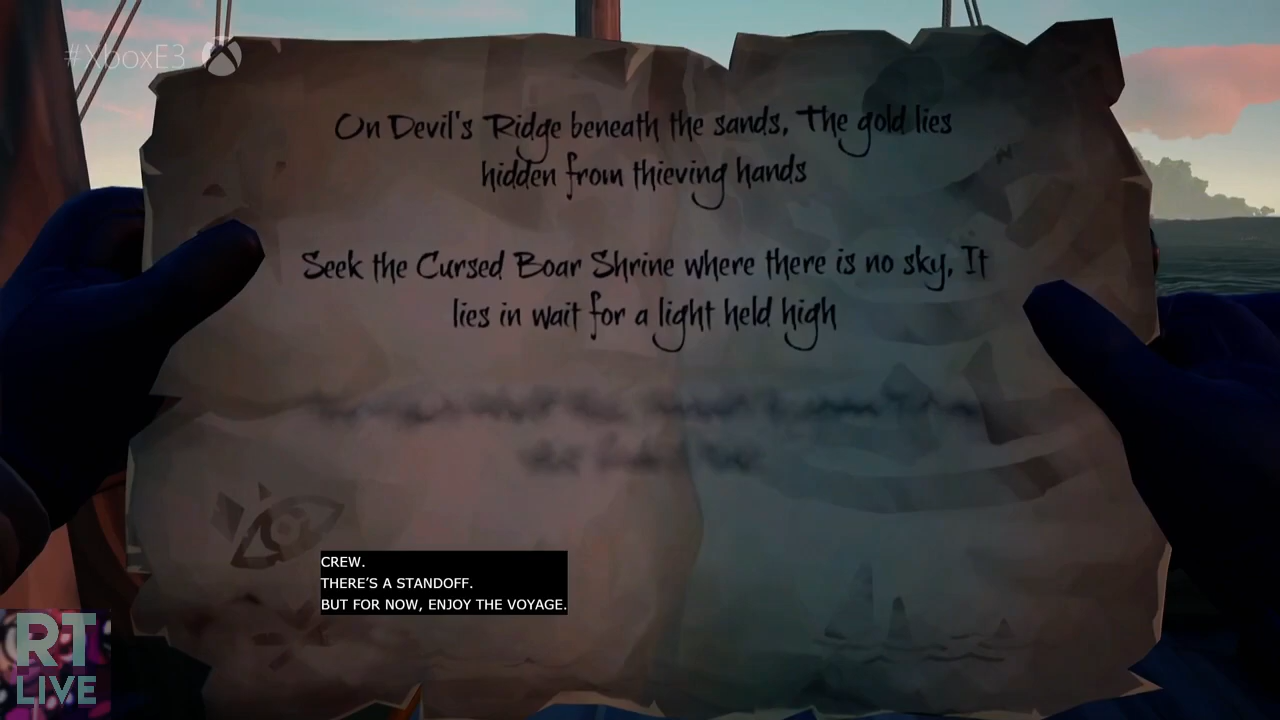 #XboxE3
On Devil's Ridge beneath the sands, The gold lies
hidden from thieving hands
Seek the Cursed Boar Shrine where there is no sky, It
lies in wait for a light held high
CREW.
THERE'S A STANDOFF.
BUT FOR NOW, ENJOY THE VOYAGE.
RT
LIVE